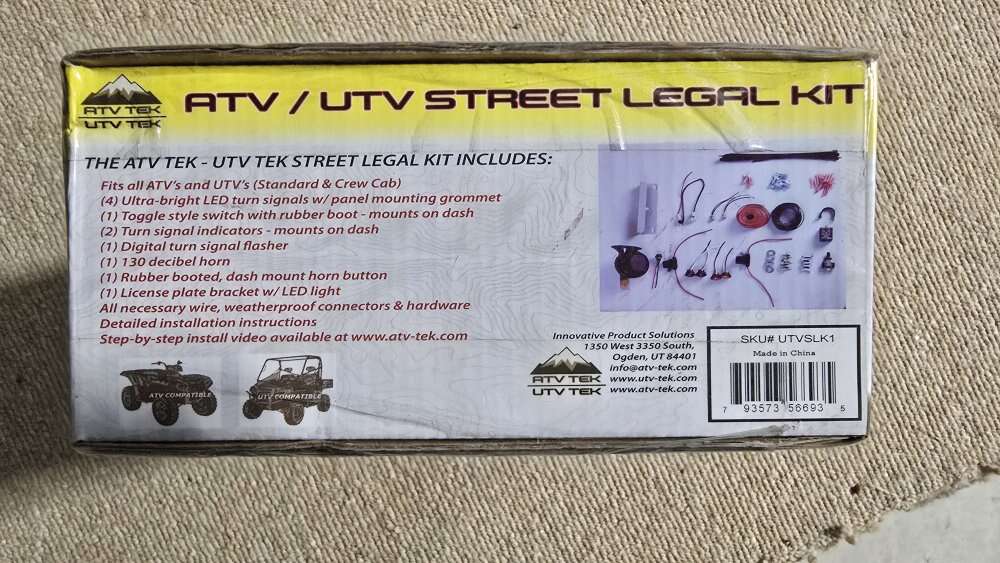 ATV TEK
UTV TEK
ATV / UTV STREET LEGAL KIT
THE ATV TEK - UTV TEK STREET LEGAL KIT INCLUDES:
Fits all ATV's and UTV's (Standard & Crew Cab)
(4) Ultra-bright LED turn signals w/ panel mounting grommet
(1) Toggle style switch with rubber boot - mounts on dash
(2) Turn signal indicators - mounts on dash
(1) Digital turn signal flasher
(1) 130 decibel horn
(1) Rubber booted, dash mount horn button
(1) License plate bracket w/ LED light
All necessary wire, weatherproof connectors & hardware
Detailed installation instructions
Step-by-step install video available at www.atv-tek.com
ATV COMPATIBLE
UTV COMPATIBLE
ATV TEK
UTV TEK
Innovative Product Solutions
1350 West 3350 South,
Ogden, UT 84401
info@atv-tek.com
www.utv-tek.com
www.atv-tek.com
SKU# UTVSLK1
Made in China
7 93573 56693 5